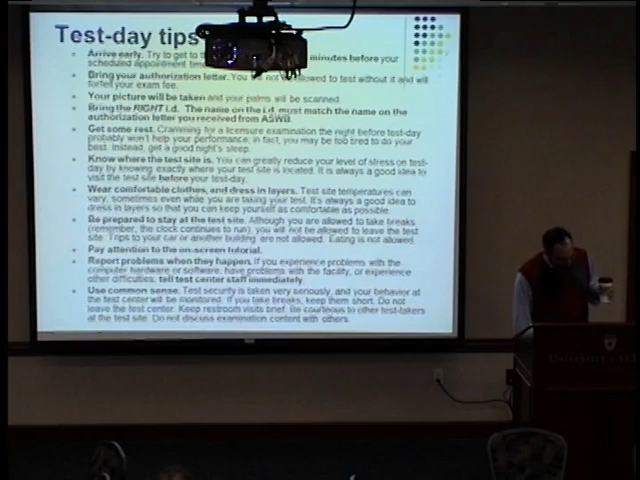 Test-day tips
Arrive early. Try to get to th minutes before your
scheduled appointment time
Bring your authorization letter. You will not be allowed to test without it and will
forfeit your exam fee.
Your picture will be taken and your palms will be scanned
Bring the RIGHT i.d. The name on the i.d. must match the name on the
authorization letter you received from ASWB.
Get some rest. Cramming for a licensure examination the night before test-day
probably won't help your performance; in fact, you may be too tired to do your
best. Instead, get a good night's sleep.
Know where the test site is. You can greatly reduce your level of stress on test-
day by knowing exactly where your test site is located. It is always a good idea to
visit the test site before your test-day.
Wear comfortable clothes, and dress in layers. Test site temperatures can
vary, sometimes even while you are taking your test. It's always a good idea to
dress in layers so that you can keep yourself as comfortable as possible.
Be prepared to stay at the test site. Although you are allowed to take breaks
(remember, the clock continues to run), you will not be allowed to leave the test
site. Trips to your car or another building are not allowed. Eating is not allowed.
Pay attention to the on-screen tutorial.
Report problems when they happen. If you experience problems with the
computer hardware or software, have problems with the facility, or experience
other difficulties, tell test center staff immediately.
Use common sense. Test security is taken very seriously, and your behavior at
the test center will be monitored. If you take breaks, keep them short. Do not
leave the test center. Keep restroom visits brief. Be courteous to other test-takers
at the test site. Do not discuss examination content with others.
UNIVERSITY